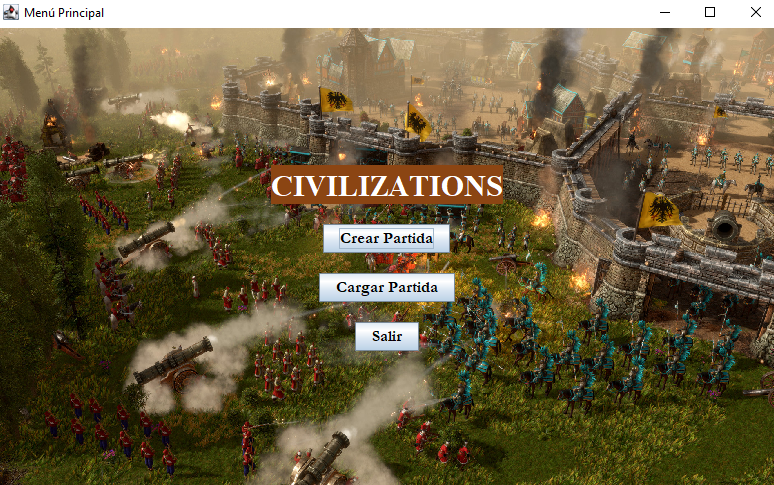 Menú Principal
CIVILIZATIONS
Crear Partida
Cargar Partida
Salir